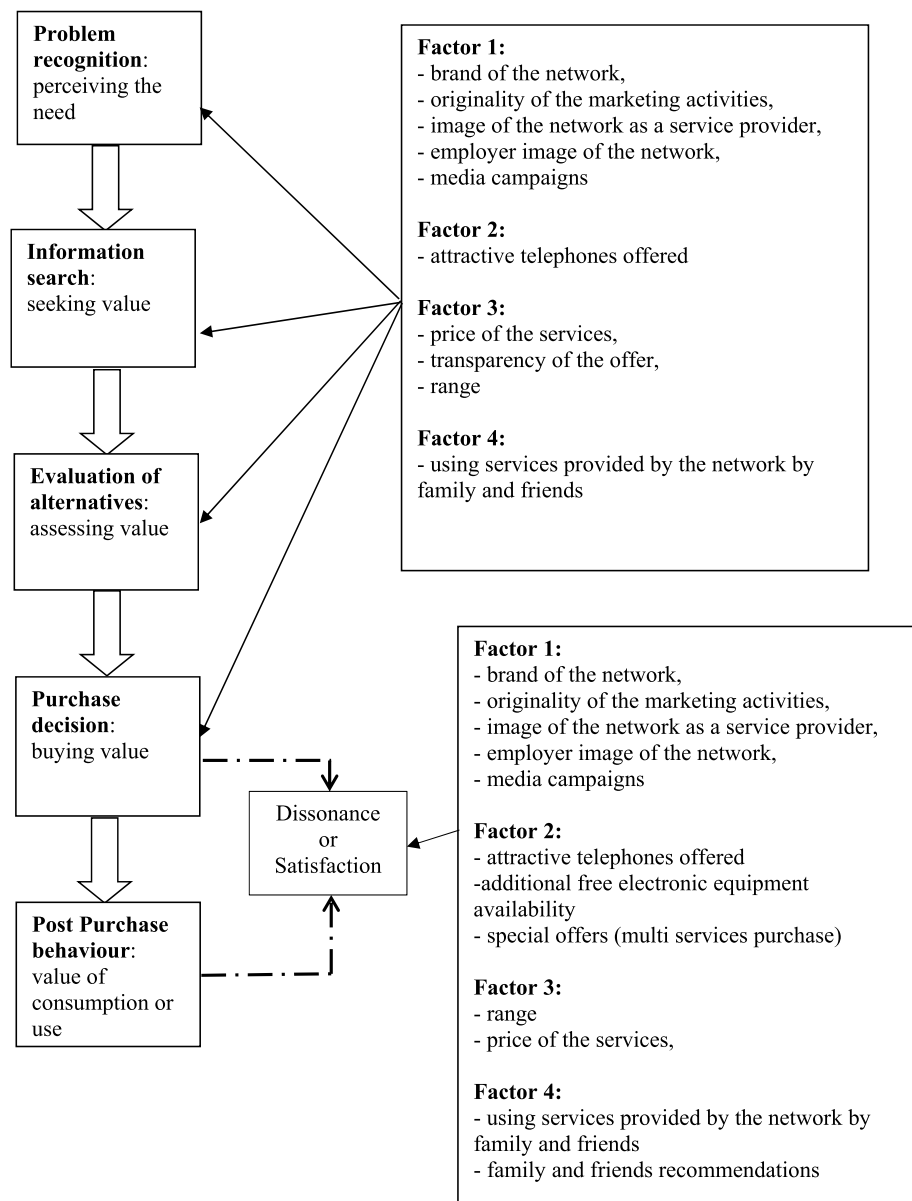 Problem
recognition:
perceiving the
need
Information
search:
seeking value
Evaluation of
alternatives:
assessing value
Purchase
decision:
buying value
Post Purchase
behaviour:
value of
consumption or
use
Factor 1:
- brand of the network,
- originality of the marketing activities,
- image of the network as a service provider,
- employer image of the network,
- media campaigns
Factor 2:
- attractive telephones offered
Factor 3:
- price of the services,
- transparency of the offer,
- range
Factor 4:
- using services provided by the network by
family and friends
Dissonance
or
Satisfaction
Factor 1:
- brand of the network,
- originality of the marketing activities,
- image of the network as a service provider,
- employer image of the network,
- media campaigns
Factor 2:
- attractive telephones offered
-additional free electronic equipment
availability
- special offers (multi services purchase)
Factor 3:
- range
- price of the services,
Factor 4:
- using services provided by the network by
family and friends
- family and friends recommendations